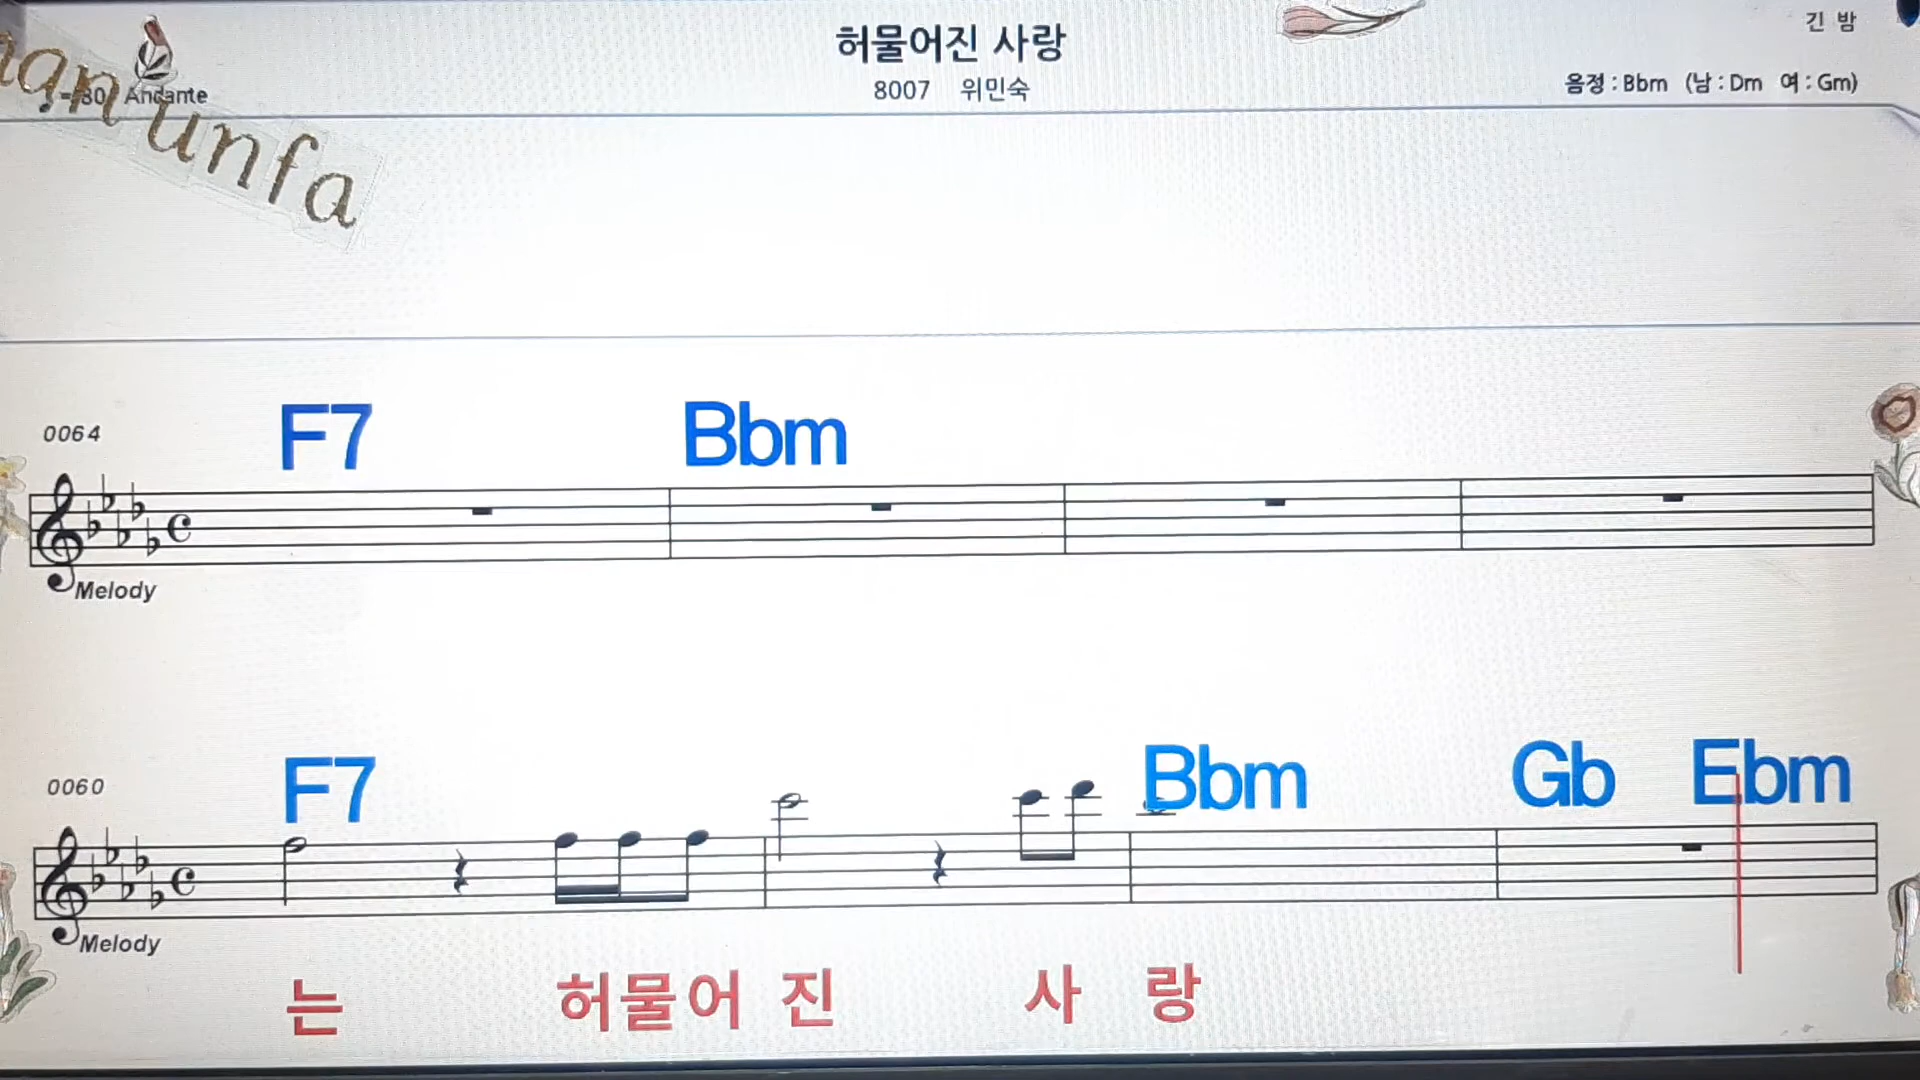 긴 밤
허물어진 사랑
8007 위민숙
음정 : Bbm (남 : Dm 여 : Gm)
Andante
unfa
0064
F7 Bbm
Melody
0060
F7 Bbm Gb Ebm
Melody
는 허물어 진 사 랑